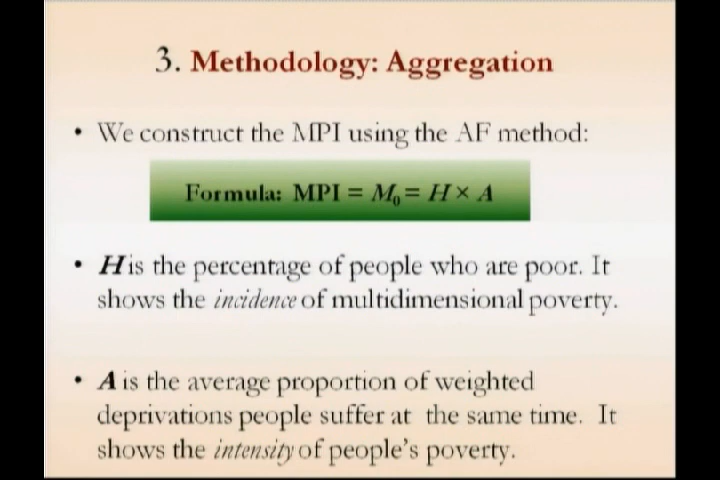 3. Methodology: Aggregation
• We construct the MPI using the AF method:
Formula: MPI = M₀ = H × A
• H is the percentage of people who are poor. It
shows the incidence of multidimensional poverty.
• A is the average proportion of weighted
deprivations people suffer at the same time. It
shows the intensity of people's poverty.